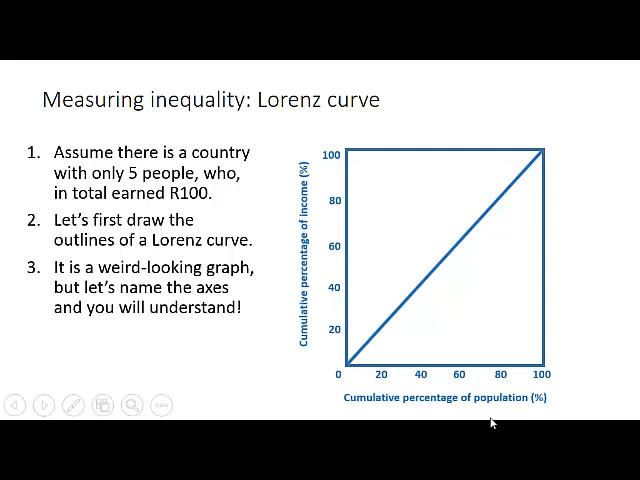 Measuring inequality: Lorenz curve
1. Assume there is a country
with only 5 people, who,
in total earned R100.
2. Let's first draw the
outlines of a Lorenz curve.
3. It is a weird-looking graph,
but let's name the axes
and you will understand!
Cumulative percentage of income (%)
100
80
60
40
20
0 20 40 60 80 100
Cumulative percentage of population (%)